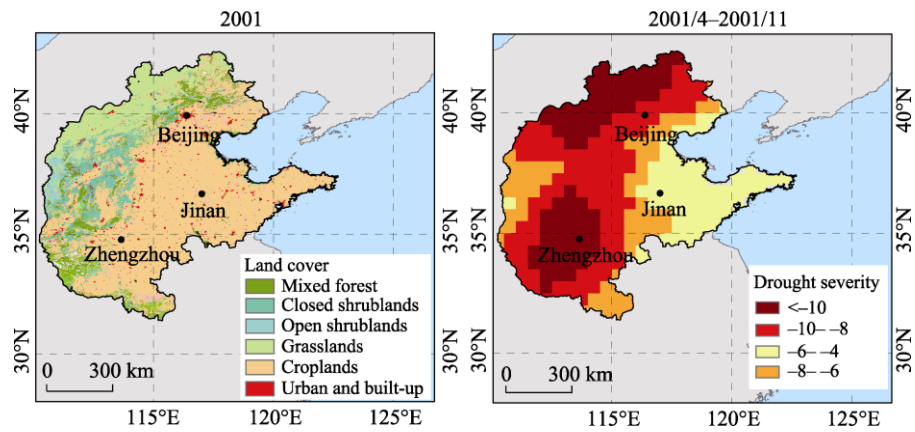 2001
40°N
35°N
30°N
Beijing
Jinan
Zhengzhou
Land cover
Mixed forest
Closed shrublands
Open shrublands
Grasslands
Croplands
Urban and built-up
0 300 km
115°E 120°E
2001/4–2001/11
40°N
35°N
30°N
Beijing
Jinan
Zhengzhou
Drought severity
<–10
–10– –8
–6– –4
–8– –6
0 300 km
115°E 120°E 125°E
40°N
35°N
30°N